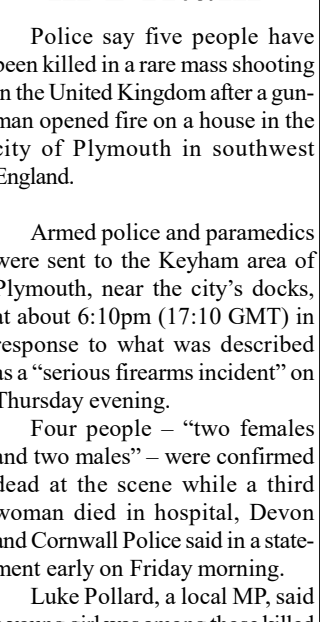 Police say five people have
been killed in a rare mass shooting
in the United Kingdom after a gun-
man opened fire on a house in the
city of Plymouth in southwest
England.
Armed police and paramedics
were sent to the Keyham area of
Plymouth, near the city's docks,
at about 6:10pm (17:10 GMT) in
response to what was described
as a “serious firearms incident” on
Thursday evening.
Four people – “two females
and two males” – were confirmed
dead at the scene while a third
woman died in hospital, Devon
and Cornwall Police said in a state-
ment early on Friday morning.
Luke Pollard, a local MP, said